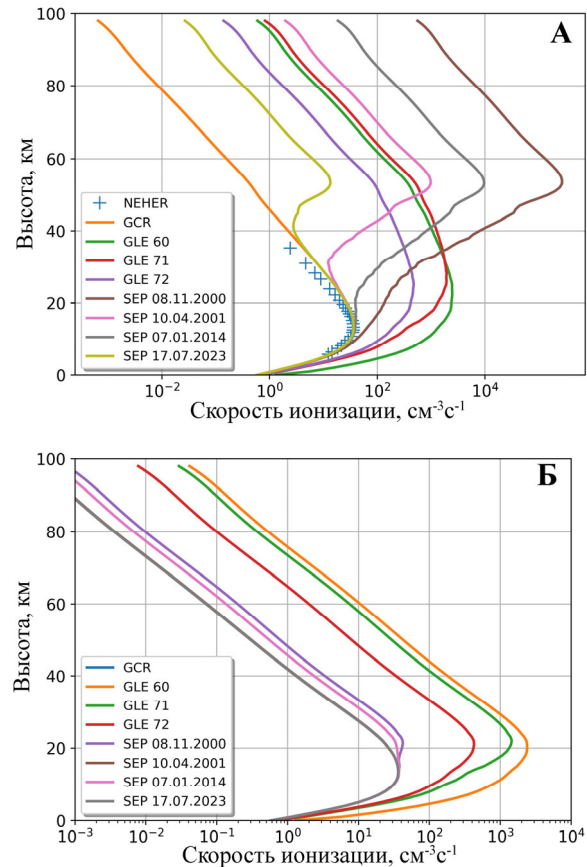 А
100
80
60
40
20
0
Высота, км
NEHER
GCR
GLE 60
GLE 71
GLE 72
SEP 08.11.2000
SEP 10.04.2001
SEP 07.01.2014
SEP 17.07.2023
10⁻² 10⁰ 10² 10⁴
Скорость ионизации, см⁻³с⁻¹
Б
100
80
60
40
20
0
Высота, км
GCR
GLE 60
GLE 71
GLE 72
SEP 08.11.2000
SEP 10.04.2001
SEP 07.01.2014
SEP 17.07.2023
10⁻³ 10⁻² 10⁻¹ 10⁰ 10¹ 10² 10³ 10⁴
Скорость ионизации, см⁻³с⁻¹